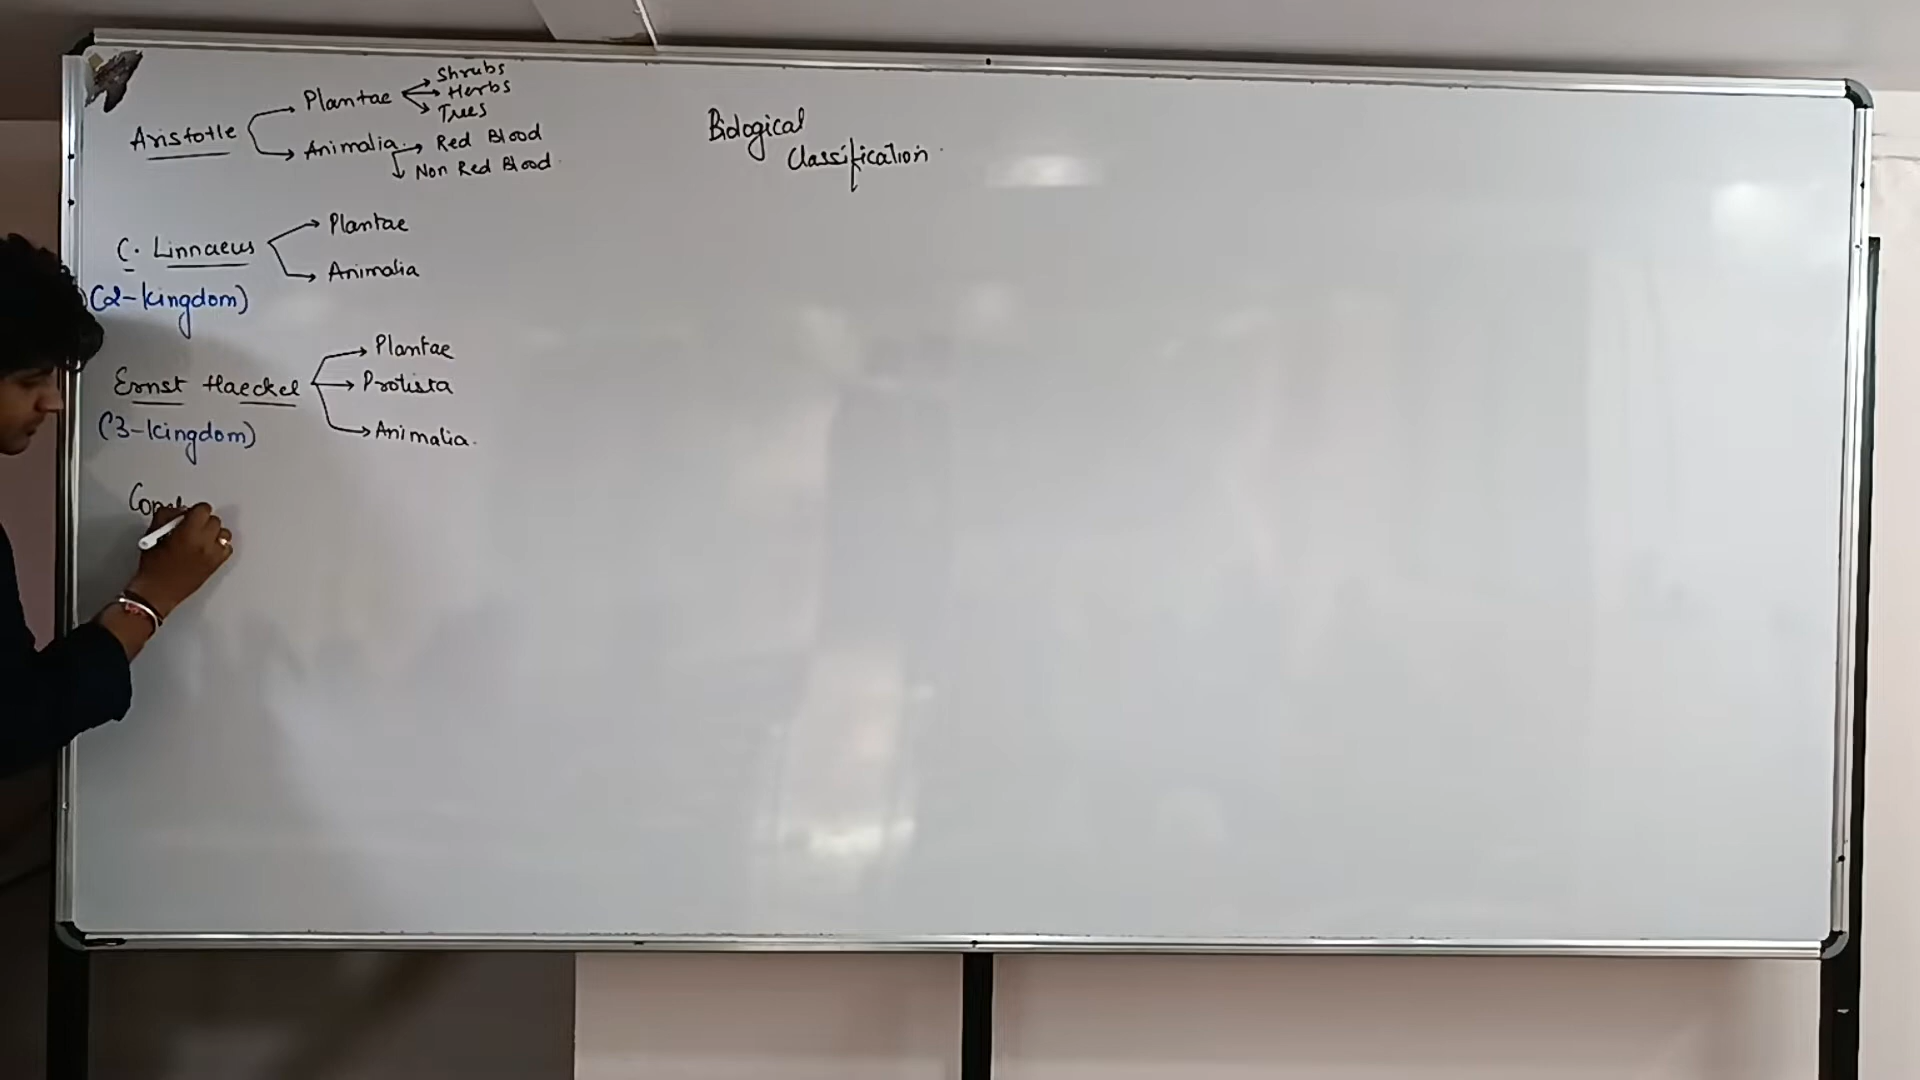 Aristotle
Plantae
Shrubs
Herbs
Trees
Animalia
Red Blood
Non Red Blood
Biological
Classification
C. Linnaeus
(2-kingdom)
Plantae
Animalia
Ernst Haeckel
(3-kingdom)
Plantae
Protista
Animalia